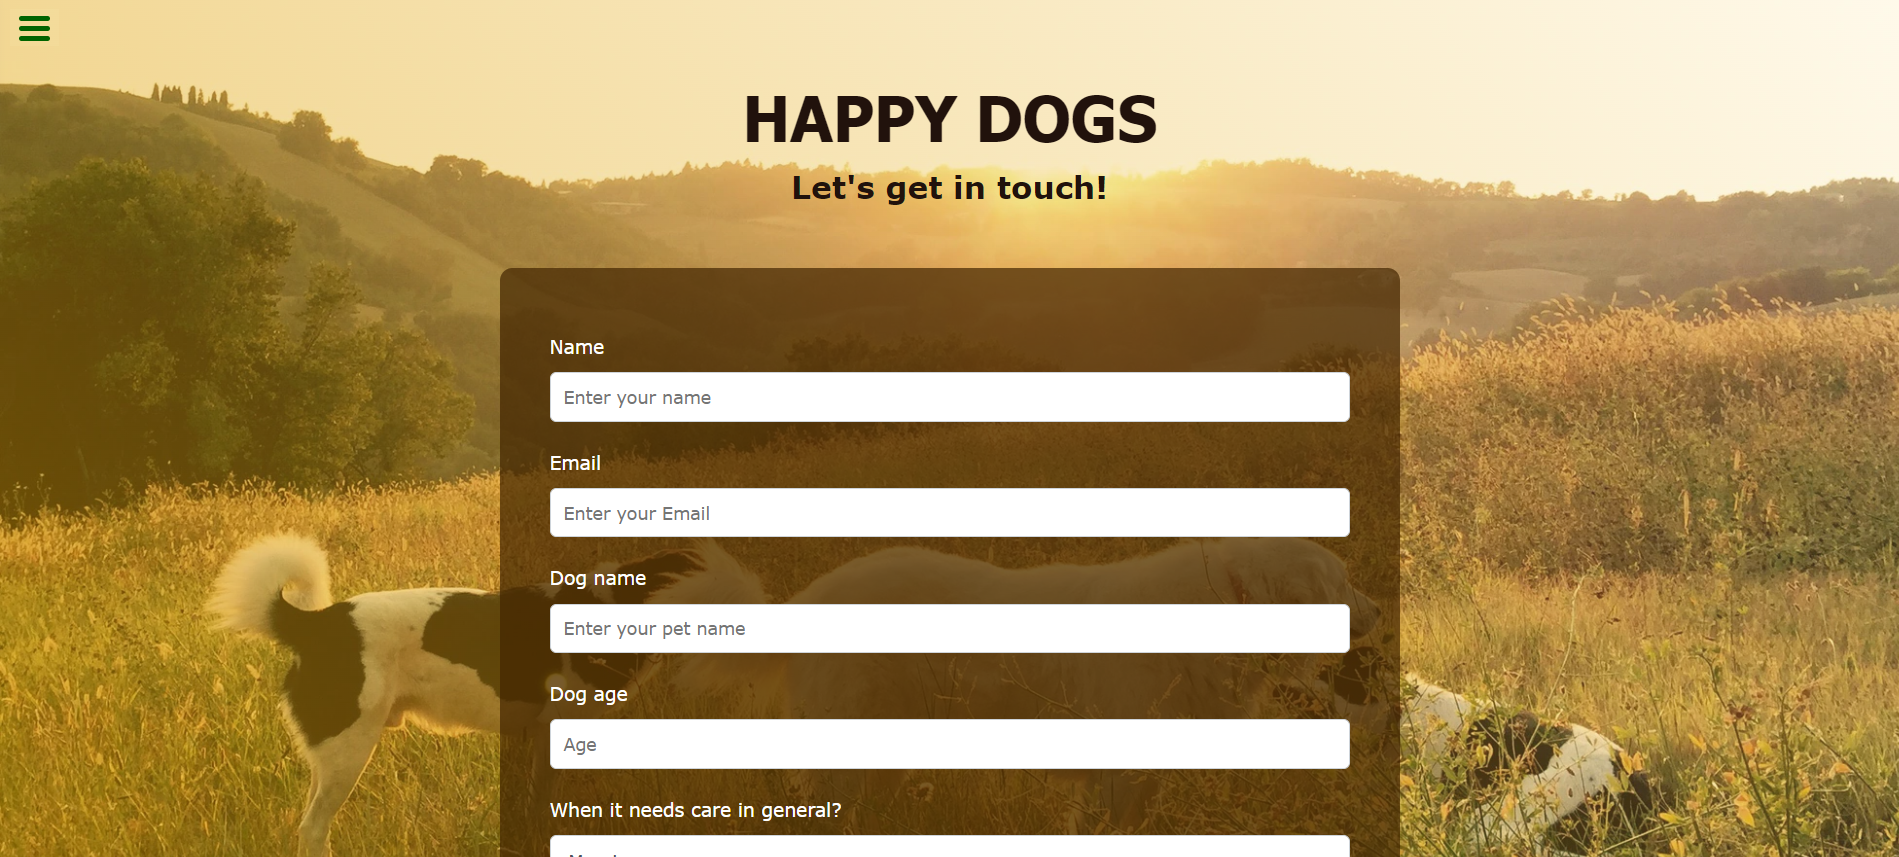 HAPPY DOGS
Let's get in touch!
Name
Enter your name
Email
Enter your Email
Dog name
Enter your pet name
Dog age
Age
When it needs care in general?